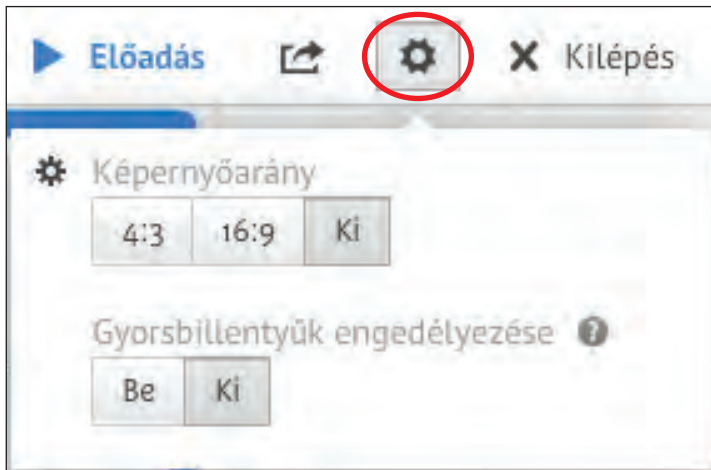 Előadás Kilépés
Képernyőarány
4:3 16:9 Ki
Gyorsbillentyűk engedélyezése ?
Be Ki